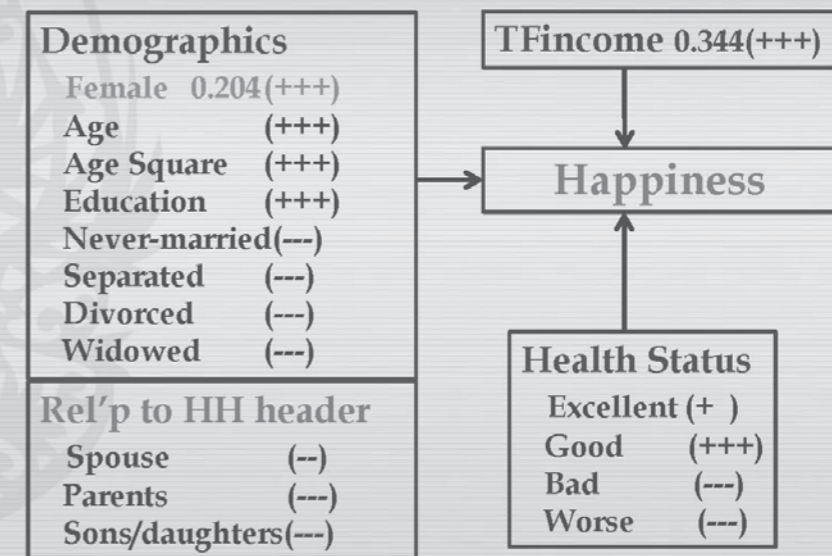 Demographics
Female 0.204(+++)
Age (+++)
Age Square (+++)
Education (+++)
Never-married(---)
Separated (---)
Divorced (---)
Widowed (---)
Rel'p to HH header
Spouse (--)
Parents (---)
Sons/daughters(---)
TFincome 0.344(+++)
Happiness
Health Status
Excellent (+ )
Good (+++)
Bad (---)
Worse (---)